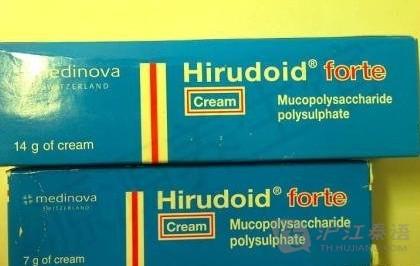 medinova
SWITZERLAND
Hirudoid® forte
Cream
Mucopolysaccharide
polysulphate
14 g of cream
medinova
SWITZERLAND
Hirudoid® forte
Cream
Mucopolysaccharide
polysulphate
7 g of cream
沪江泰语
TH.HUJIANG.COM